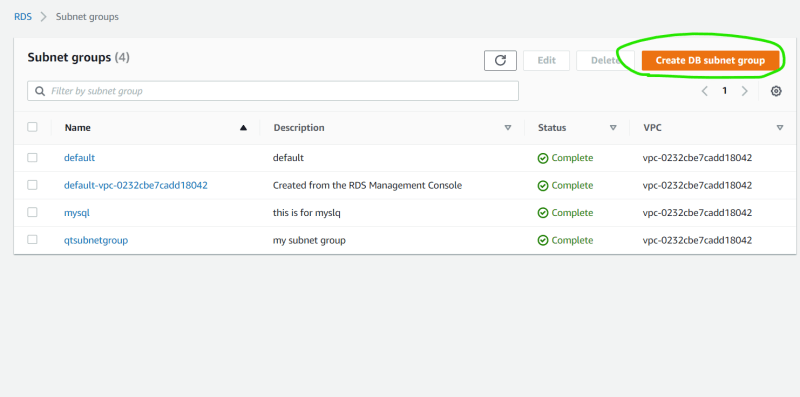 RDS > Subnet groups
Subnet groups (4)
Edit
Delete
Create DB subnet group
Filter by subnet group
1
Name Description Status VPC
default default Complete vpc-0232cbe7cadd18042
default-vpc-0232cbe7cadd18042 Created from the RDS Management Console Complete vpc-0232cbe7cadd18042
mysql this is for myslq Complete vpc-0232cbe7cadd18042
qtsubnetgroup my subnet group Complete vpc-0232cbe7cadd18042